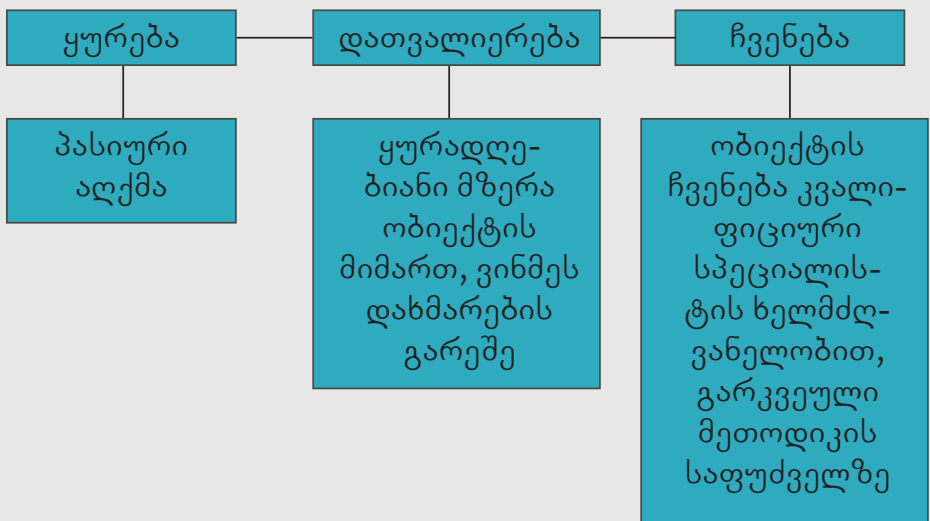 ყურება
დათვალიერება
ჩვენება
პასიური
აღქმა
ყურადღე-
ბიანი მზერა
ობიექტის
მიმართ, ვინმეს
დახმარების
გარეშე
ობიექტის
ჩვენება კვალი-
ფიციური
სპეციალის-
ტის ხელმძღ-
ვანელობით,
გარკვეული
მეთოდიკის
საფუძველზე